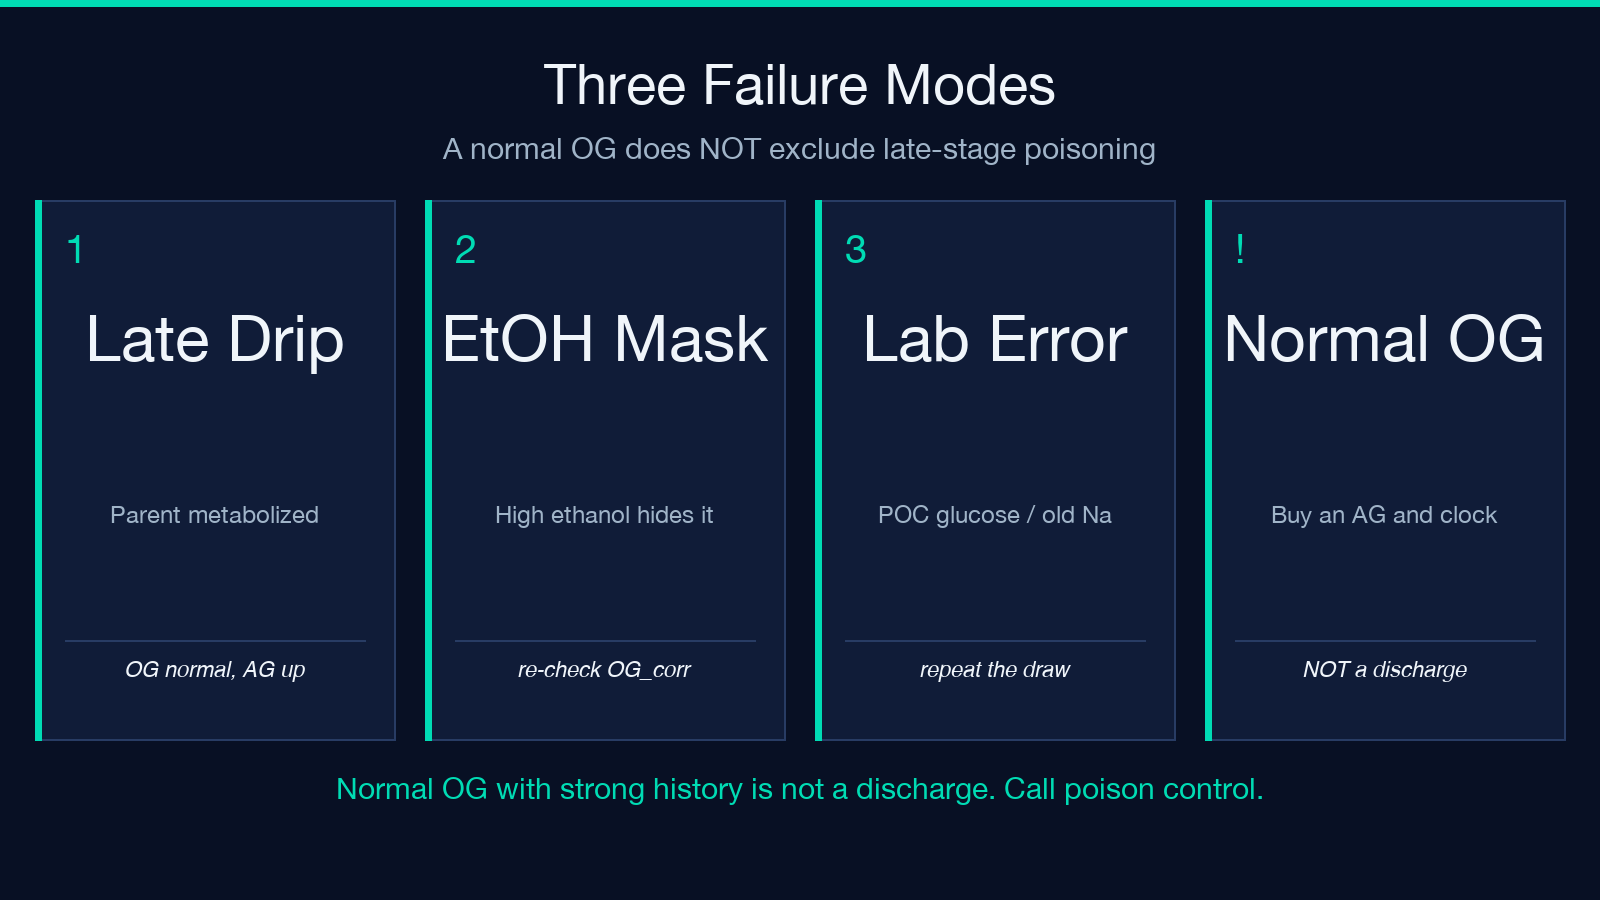 Three Failure Modes
A normal OG does NOT exclude late-stage poisoning
1
Late Drip
Parent metabolized
OG normal, AG up
2
EtOH Mask
High ethanol hides it
re-check OG_corr
3
Lab Error
POC glucose / old Na
repeat the draw
!
Normal OG
Buy an AG and clock
NOT a discharge
Normal OG with strong history is not a discharge. Call poison control.